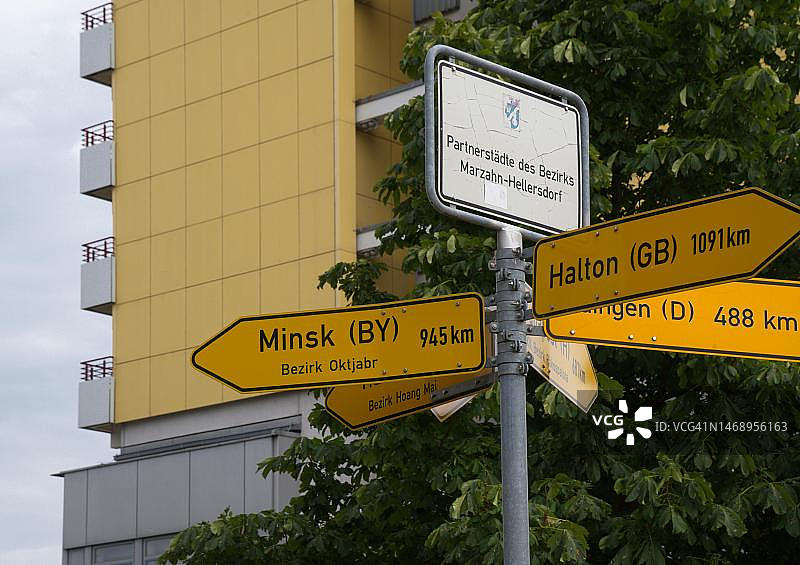 Partnerstädte des Bezirks
Marzahn-Hellersdorf
Halton (GB) 1091km
ingen (D) 488 km
Minsk (BY) 945km
Bezirk Oktjabr
Bezirk Hoang Mai
VCG
ID:VCG41N1468956163